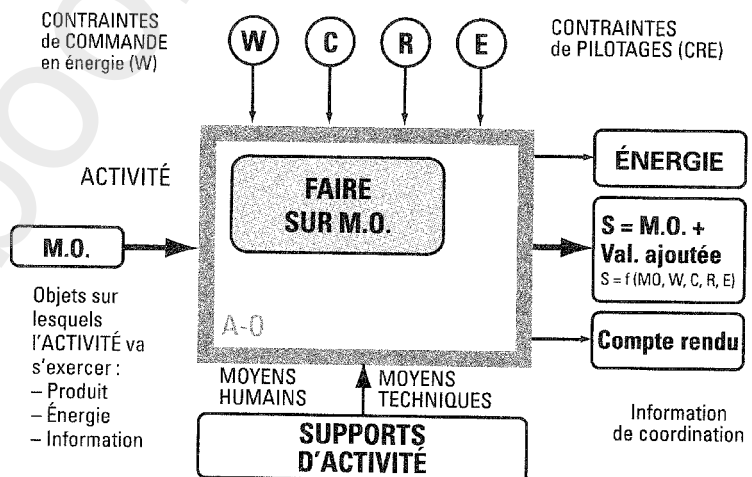 CONTRAINTES
de COMMANDE
en énergie (W)
W
C
R
E
CONTRAINTES
de PILOTAGES (CRE)
ACTIVITÉ
M.O.
Objets sur
lesquels
l'ACTIVITÉ va
s'exercer :
– Produit
– Énergie
– Information
FAIRE
SUR M.O.
A-0
ÉNERGIE
S = M.O. +
Val. ajoutée
S = f (MO, W, C, R, E)
Compte rendu
Information
de coordination
MOYENS
HUMAINS
MOYENS
TECHNIQUES
SUPPORTS
D'ACTIVITÉ